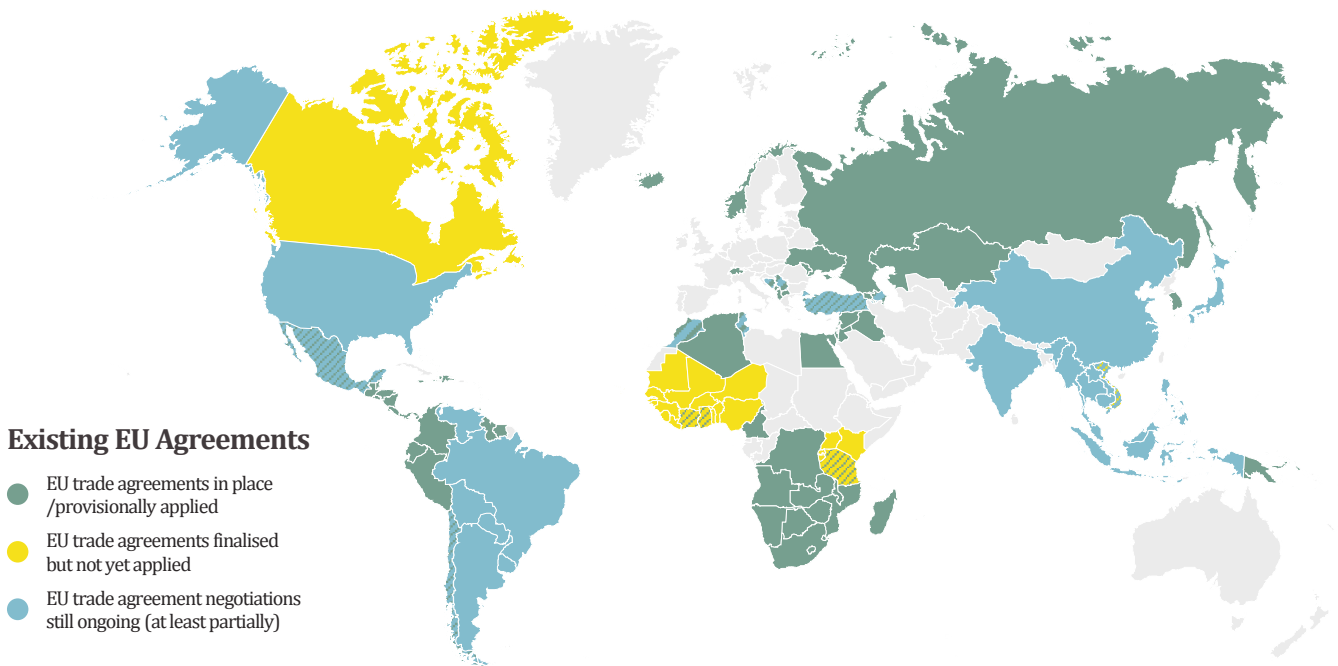 Existing EU Agreements
EU trade agreements in place
/provisionally applied
EU trade agreements finalised
but not yet applied
EU trade agreement negotiations
still ongoing (at least partially)